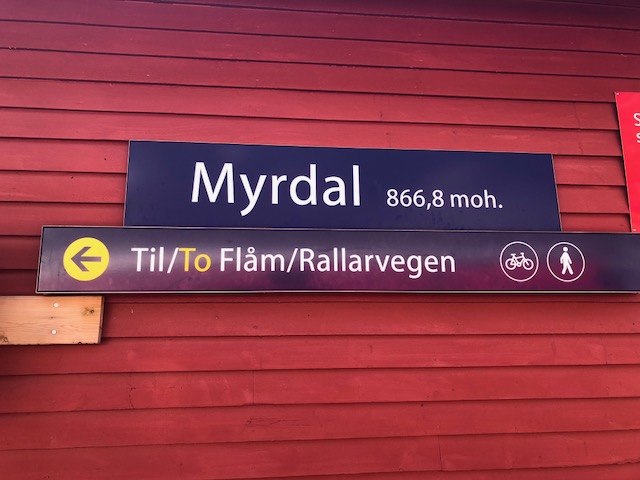 Myrdal 866,8 moh.
Til/To Flåm/Rallarvegen